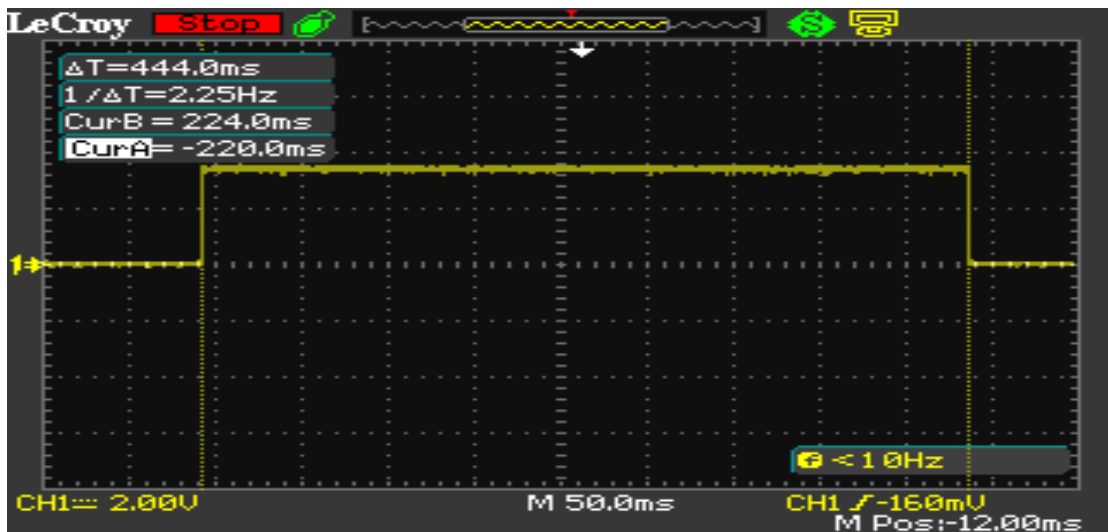 LeCroy Stop
ΔT=444.0ms
1/ΔT=2.25Hz
CurB = 224.0ms
CurA= -220.0ms
1
f <10Hz
CH1 2.00V M 50.0ms CH1 -160mV
M Pos:-12.00ms